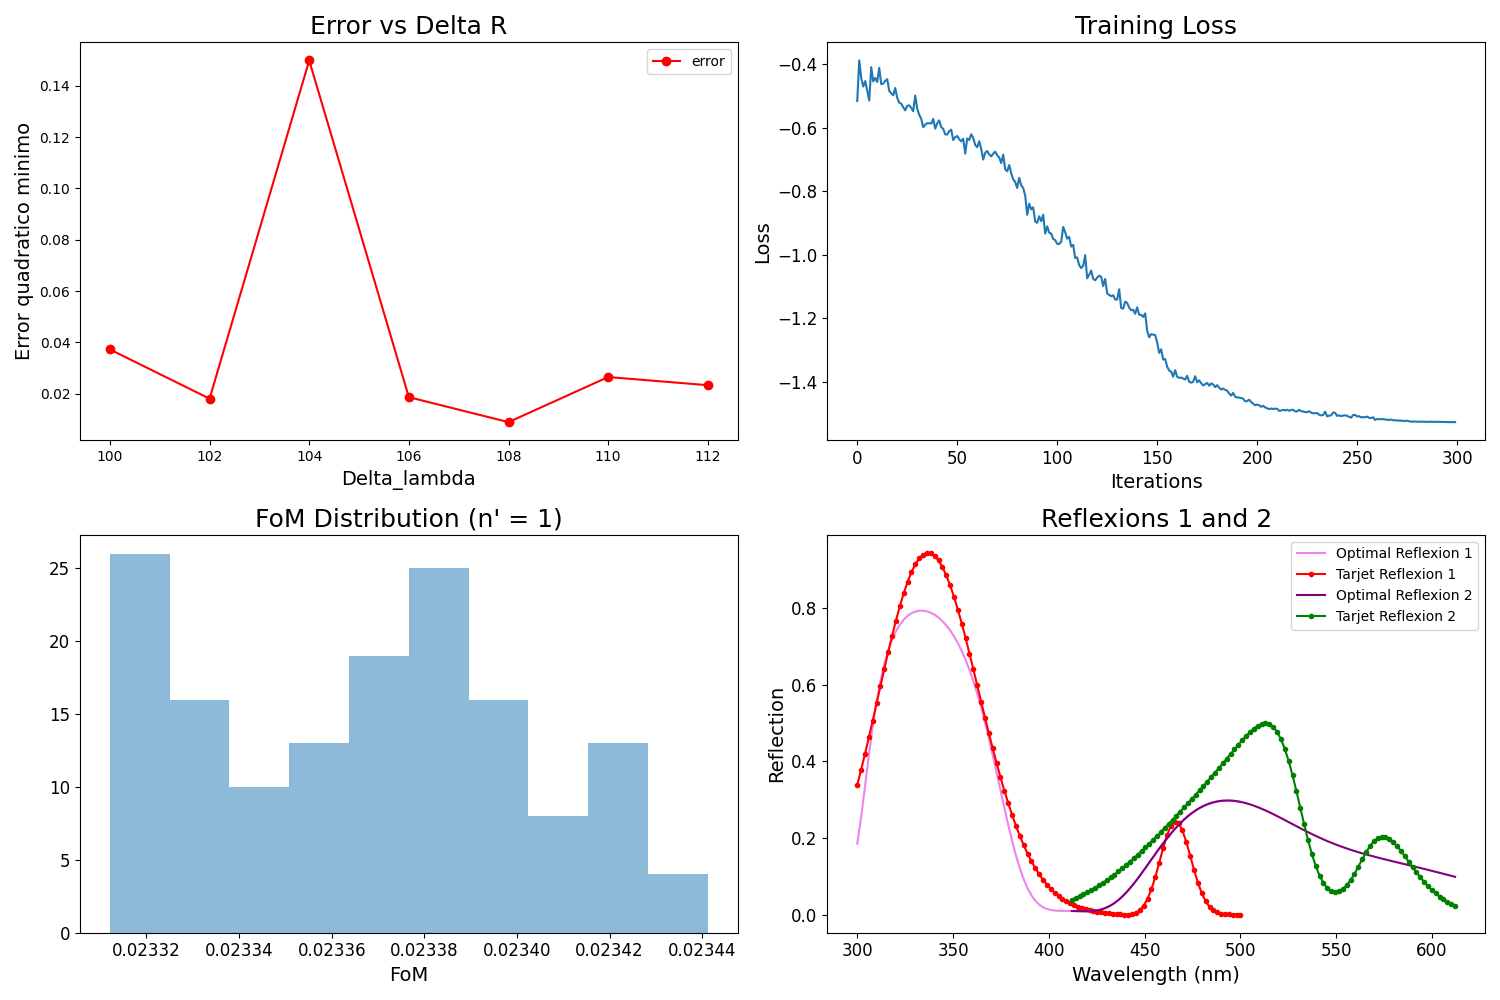 Error vs Delta R
error
Error quadratico minimo
0.14
0.12
0.10
0.08
0.06
0.04
0.02
100 102 104 106 108 110 112
Delta_lambda
Training Loss
Loss
−0.4
−0.6
−0.8
−1.0
−1.2
−1.4
0 50 100 150 200 250 300
Iterations
FoM Distribution (n' = 1)
25
20
15
10
5
0
0.02332 0.02334 0.02336 0.02338 0.02340 0.02342 0.02344
FoM
Reflexions 1 and 2
Optimal Reflexion 1
Tarjet Reflexion 1
Optimal Reflexion 2
Tarjet Reflexion 2
Reflection
0.8
0.6
0.4
0.2
0.0
300 350 400 450 500 550 600
Wavelength (nm)